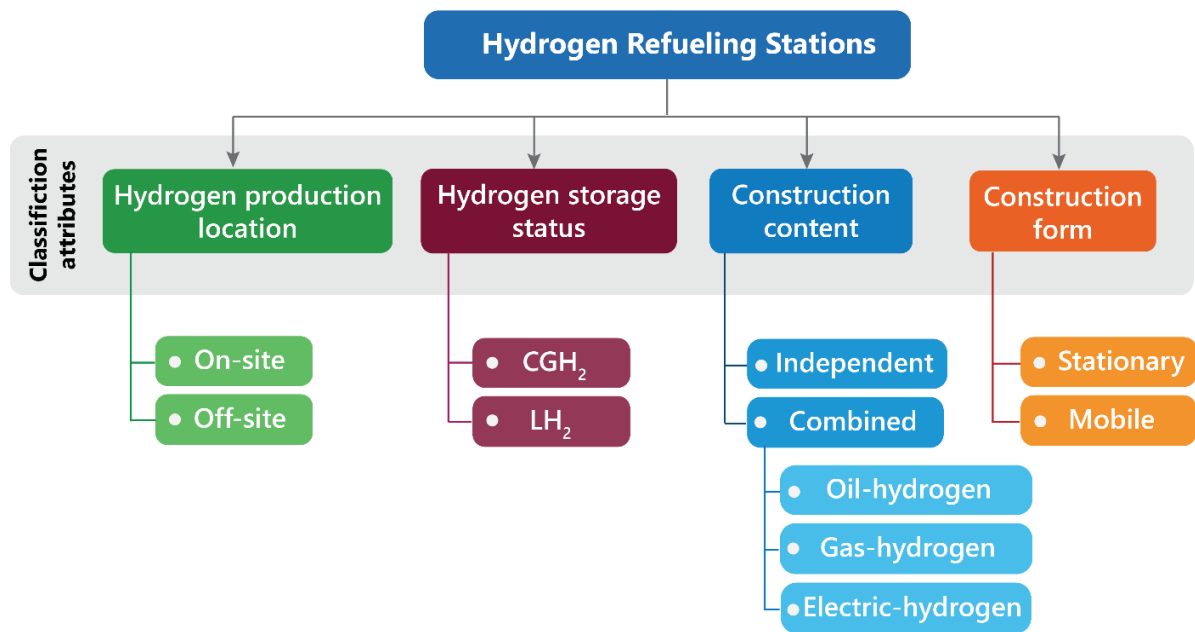 Hydrogen Refueling Stations
Classifiction
attributes
Hydrogen production
location
Hydrogen storage
status
Construction
content
Construction
form
On-site
Off-site
CGH₂
LH₂
Independent
Combined
Oil-hydrogen
Gas-hydrogen
Electric-hydrogen
Stationary
Mobile